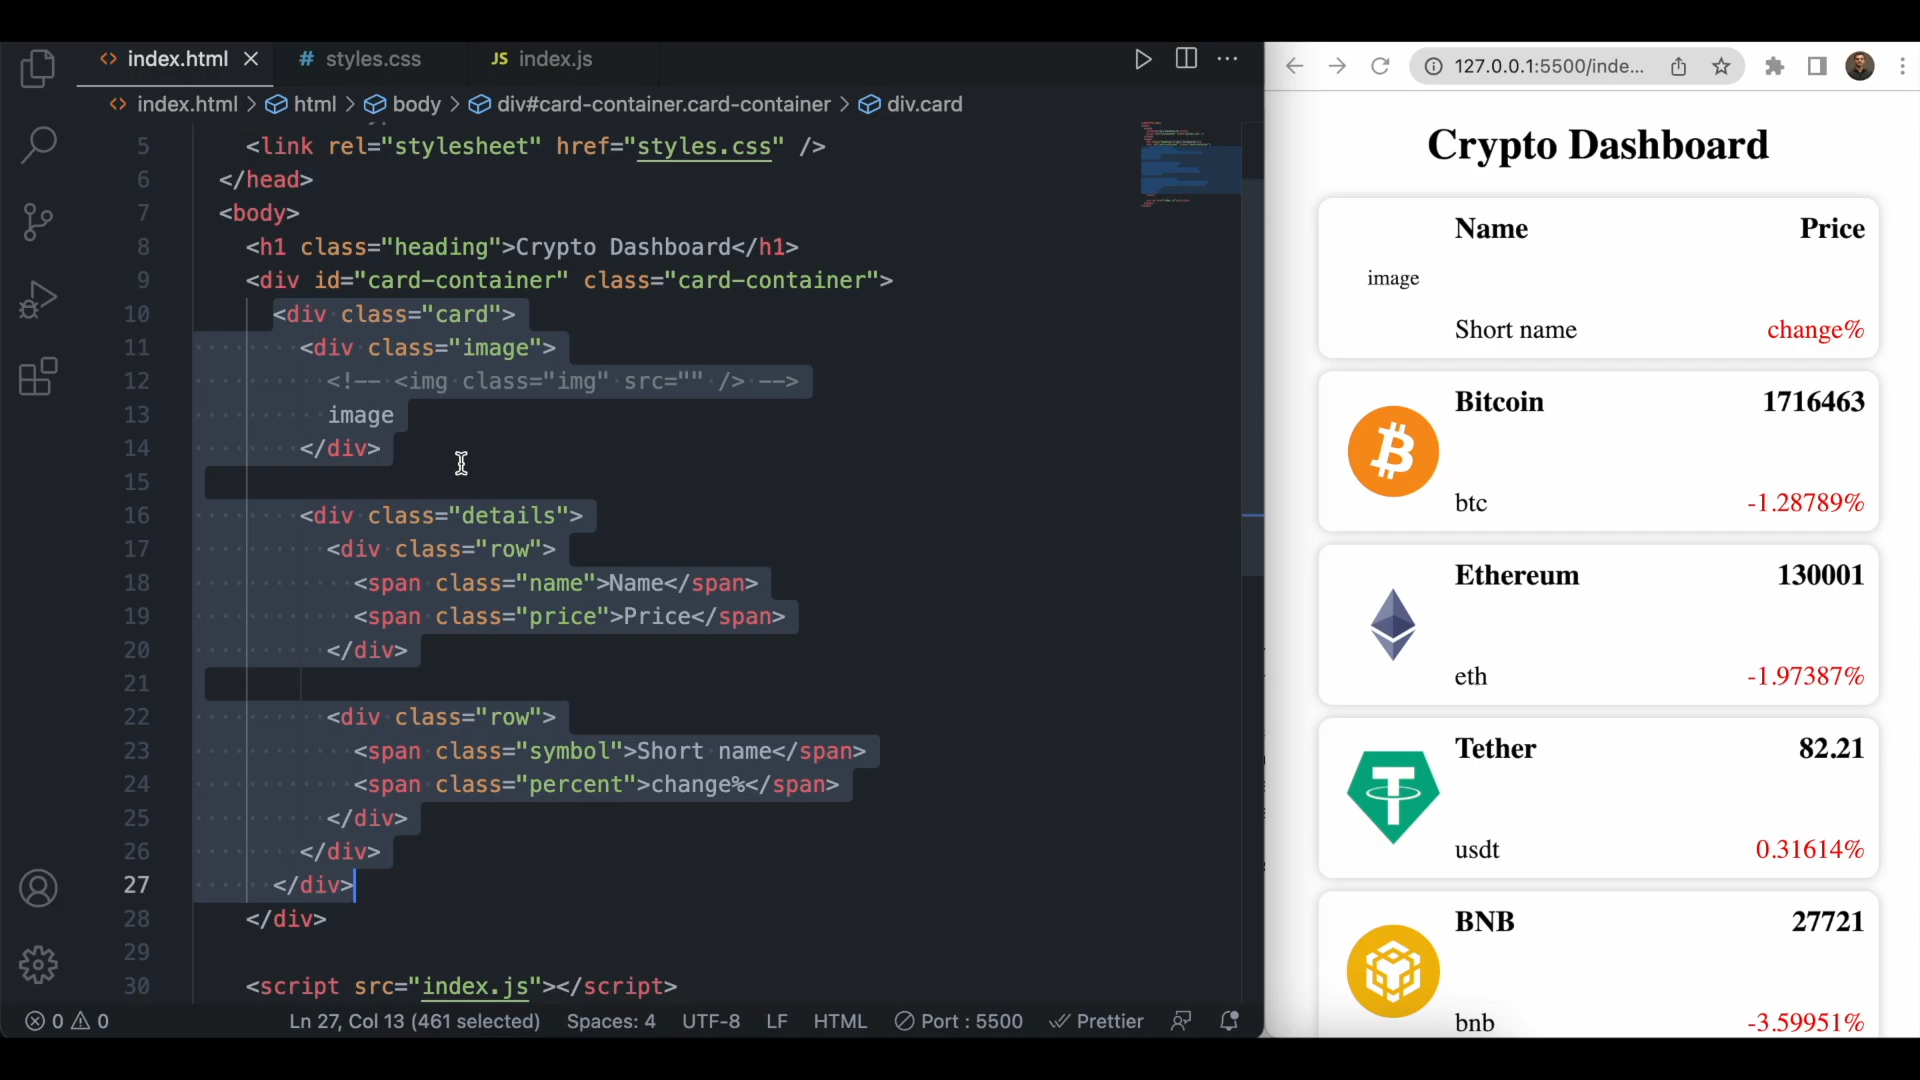 index.html
# styles.css
JS index.js
127.0.0.1:5500/inde...
index.html > html > body > div#card-container.card-container > div.card
5 <link rel="stylesheet" href="styles.css" />
6 </head>
7 <body>
8 <h1 class="heading">Crypto Dashboard</h1>
9 <div id="card-container" class="card-container">
10 <div class="card">
11 <div class="image">
12 <!-- <img class="img" src="" /> -->
13 image
14 </div>
15
16 <div class="details">
17 <div class="row">
18 <span class="name">Name</span>
19 <span class="price">Price</span>
20 </div>
21
22 <div class="row">
23 <span class="symbol">Short name</span>
24 <span class="percent">change%</span>
25 </div>
26 </div>
27 </div>
28 </div>
29
30 <script src="index.js"></script>
0 0 Ln 27, Col 13 (461 selected) Spaces: 4 UTF-8 LF HTML Port : 5500 Prettier
Crypto Dashboard
Name Price
image
Short name change%
Bitcoin 1716463
btc -1.28789%
Ethereum 130001
eth -1.97387%
Tether 82.21
usdt 0.31614%
BNB 27721
bnb -3.59951%